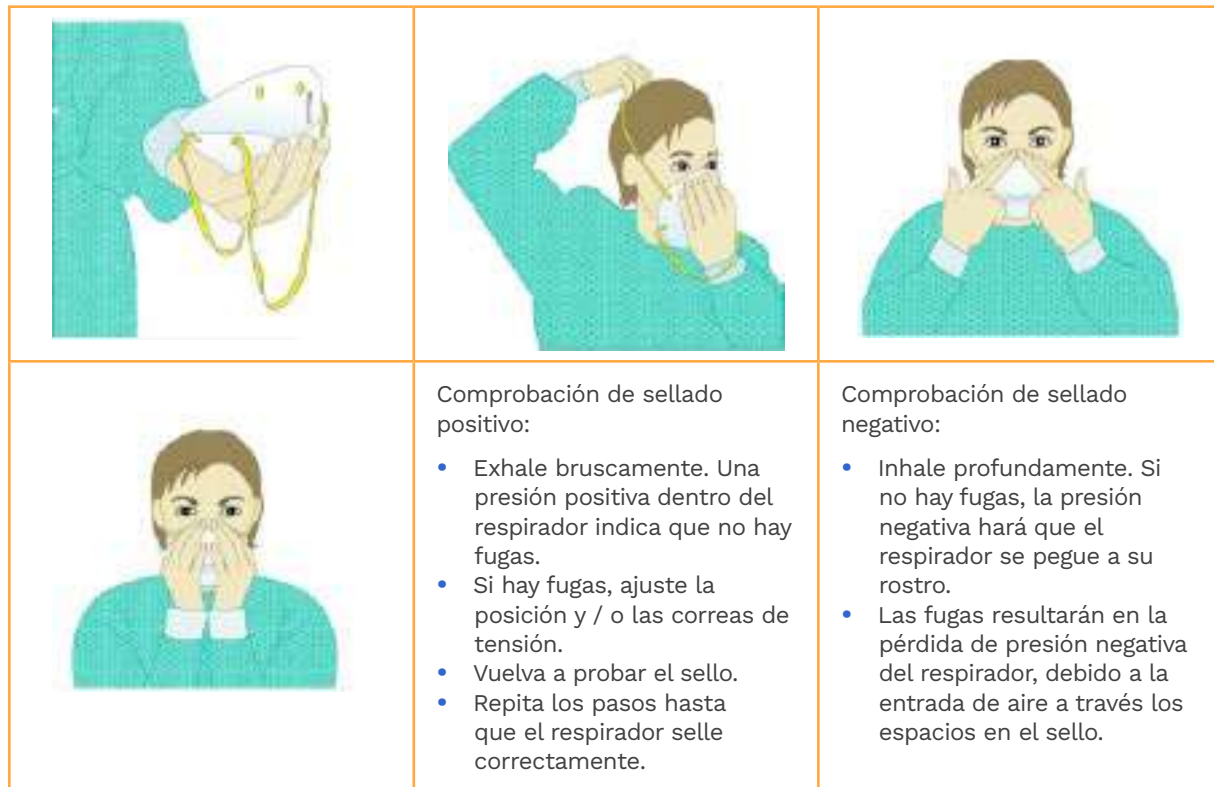 Comprobación de sellado
positivo:
• Exhale bruscamente. Una
presión positiva dentro del
respirador indica que no hay
fugas.
• Si hay fugas, ajuste la
posición y / o las correas de
tensión.
• Vuelva a probar el sello.
• Repita los pasos hasta
que el respirador selle
correctamente.
Comprobación de sellado
negativo:
• Inhale profundamente. Si
no hay fugas, la presión
negativa hará que el
respirador se pegue a su
rostro.
• Las fugas resultarán en la
pérdida de presión negativa
del respirador, debido a la
entrada de aire a través los
espacios en el sello.